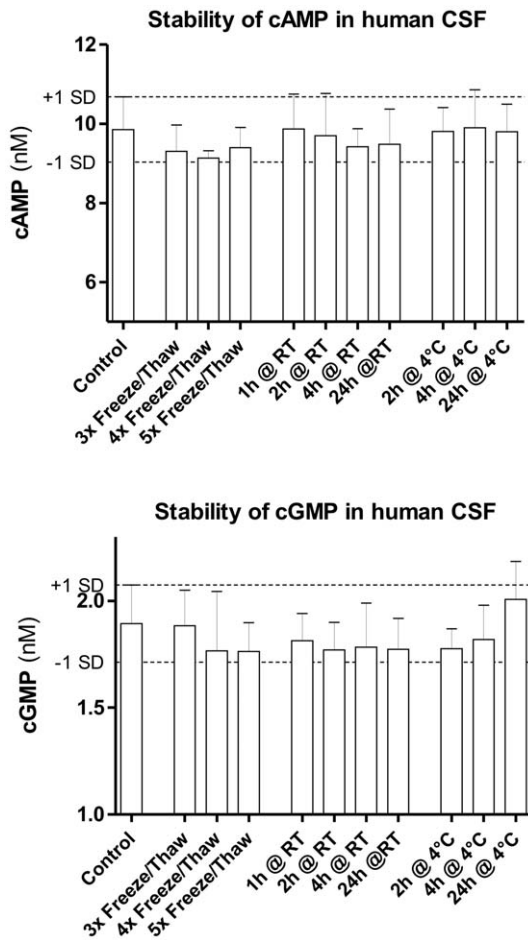 Stability of cAMP in human CSF
12
+1 SD
10
-1 SD
8
6
cAMP (nM)
Control
3x Freeze/Thaw
4x Freeze/Thaw
5x Freeze/Thaw
1h @ RT
2h @ RT
4h @ RT
24h @RT
2h @ 4°C
4h @ 4°C
24h @ 4°C
Stability of cGMP in human CSF
+1 SD
2.0
-1 SD
1.5
1.0
cGMP (nM)
Control
3x Freeze/Thaw
4x Freeze/Thaw
5x Freeze/Thaw
1h @ RT
2h @ RT
4h @ RT
24h @RT
2h @ 4°C
4h @ 4°C
24h @ 4°C